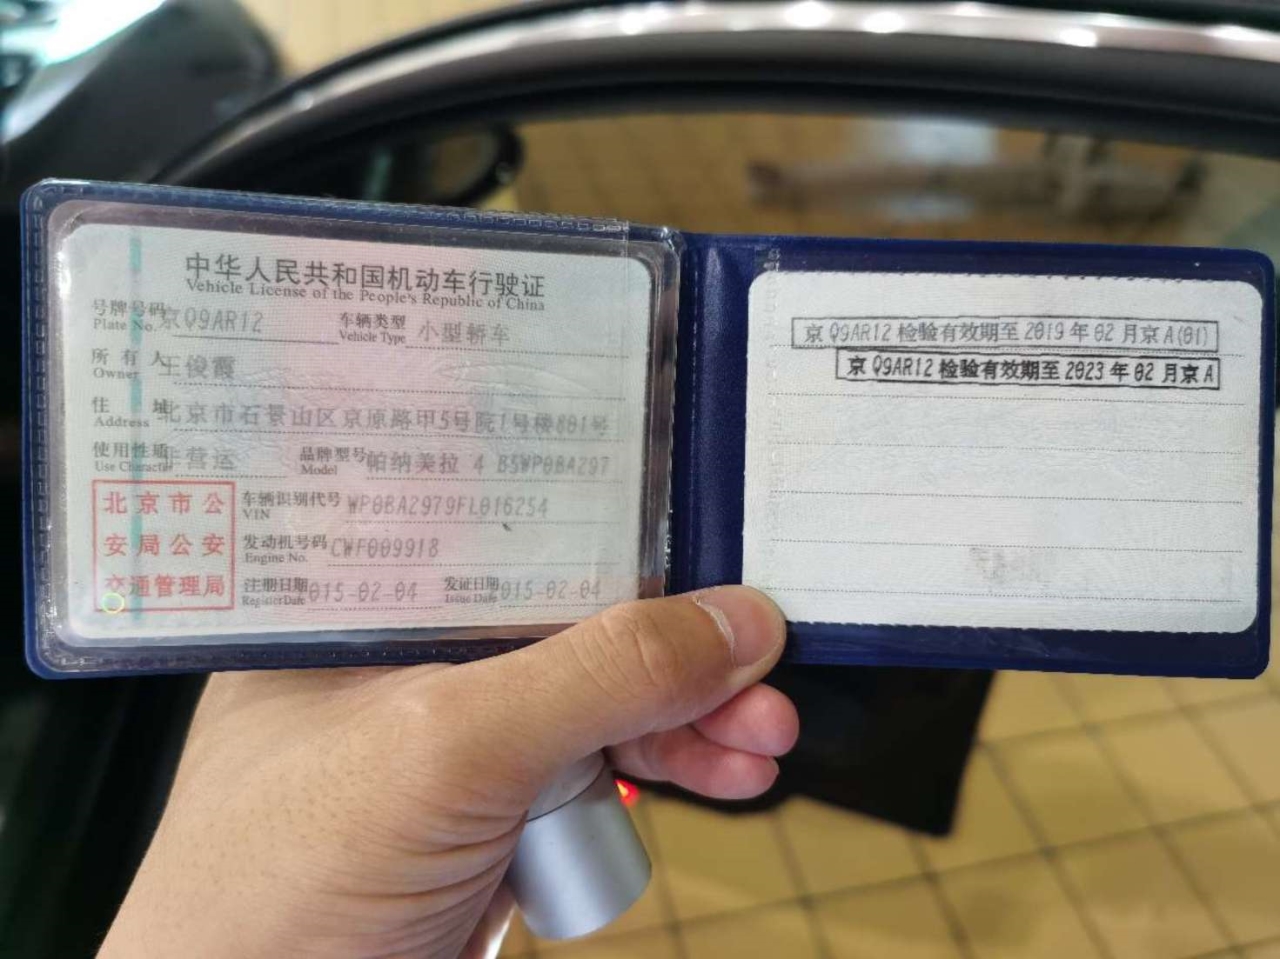 中华人民共和国机动车行驶证
Vehicle License of the People's Republic of China
号牌号码 京Q9AR12 车辆类型 小型轿车
Plate No. Vehicle Type
所有人 王俊霞
Owner
住 址 北京市石景山区京原路甲5号院1号楼801号
Address
使用性质 非营运 品牌型号 帕纳美拉 4 BSWP0BA297
Use Character Model
北京市公
安局公安
交通管理局
车辆识别代号 WP0BA2979FL016254
VIN
发动机号码 CWF009918
Engine No.
注册日期 015-02-04 发证日期 015-02-04
Register Date Issue Date
京Q9AR12 检验有效期至 2019 年 02 月京 A(01)
京 Q9AR12 检验有效期至 2023 年 02 月京 A